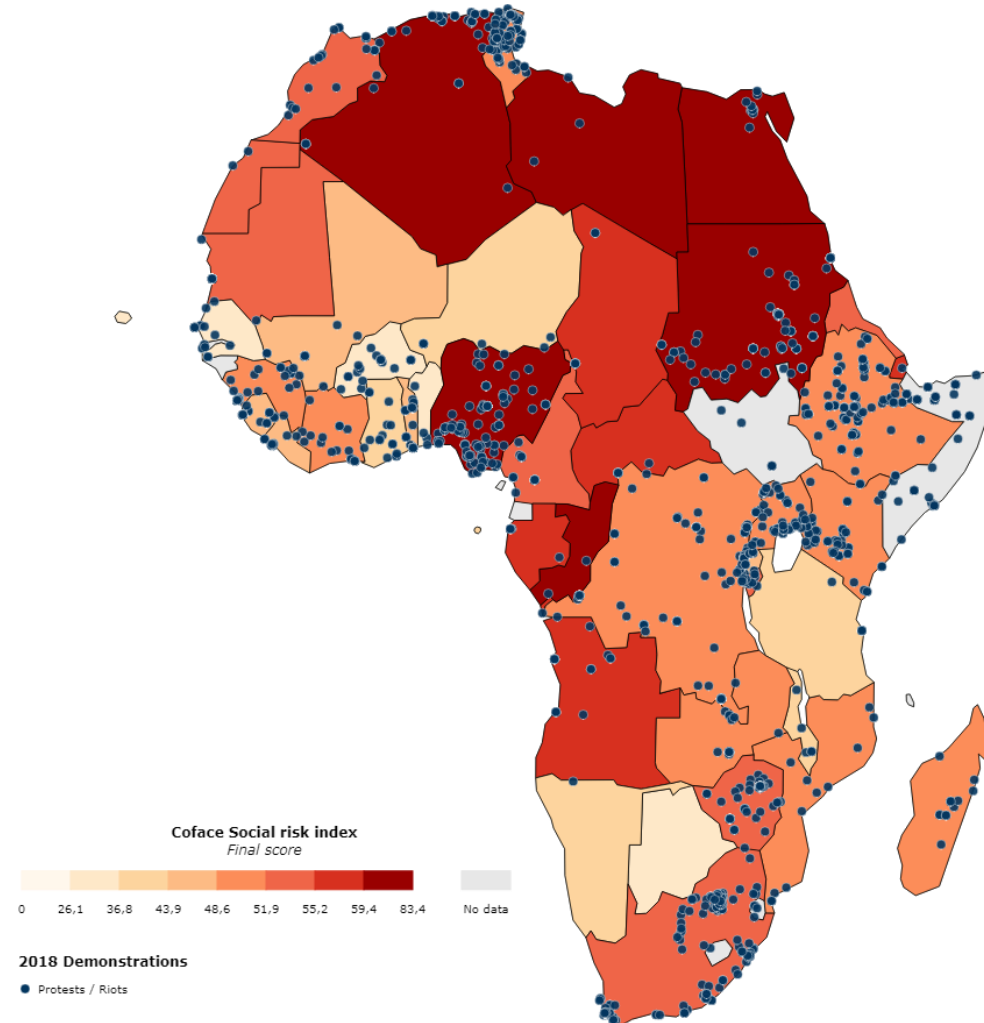 Coface Social risk index
Final score
0 26,1 36,8 43,9 48,6 51,9 55,2 59,4 83,4 No data
2018 Demonstrations
Protests / Riots